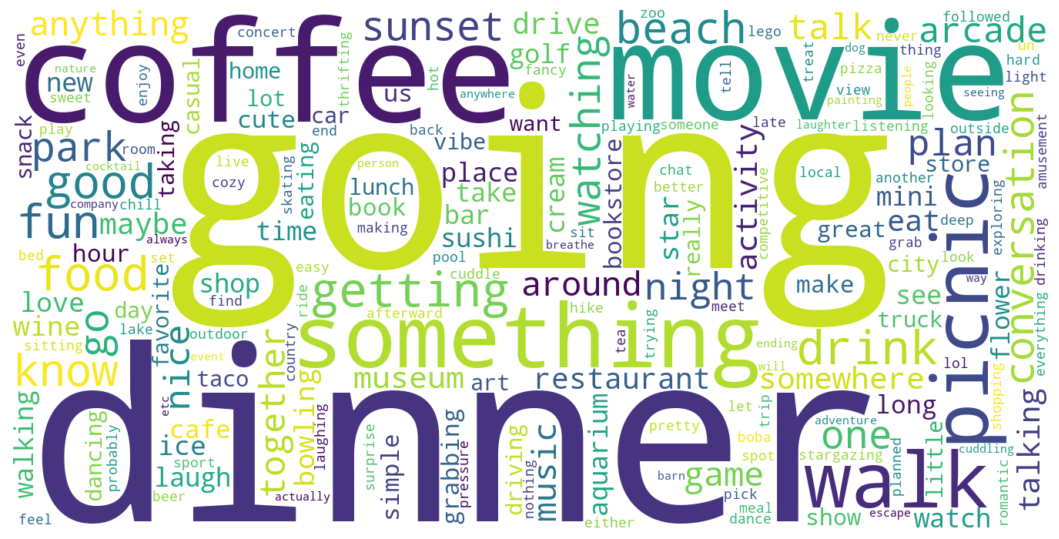 coffee
movie
going
something
dinner
picnic
walk
anything
sunset
drive
beach
talk
arcade
concert
golf
zoo
lego
followed
never
thing
un
even
nature
sweet
new
enjoy
home
lot
cute
casual
thrifting
car
us
hot
anywhere
fancy
watching
water
tell
treat
dog
pizza
view
painting
people
looking
hard
light
seeing
snack
play
park
room
cocktail
good
taking
company
chill
fun
maybe
always
hour
live
cozy
person
end
skating
eating
time
back
vibe
want
lunch
book
making
place
take
bar
sushi
sit
breathe
pool
cream
bookstore
playing
someone
chat
better
star
really
activity
competitive
late
laughter
listening
local
outside
plan
another
store
mini
great
eat
deep
grab
conversation
exploring
amusement
drinking
bed
set
food
shop
find
easy
ride
getting
cuddle
around
night
make
city
look
way
love
day
go
favorite
wine
lake
sitting
outdoor
nice
afterward
hike
meet
tea
trying
truck
see
flower
everything
know
event
taco
etc
country
museum
art
restaurant
ending
will
drink
somewhere
lol
long
shopping
walking
dancing
probably
cafe
ice
sport
laugh
beer
feel
together
bowling
laughing
actually
surprise
simple
pressure
grabbing
driving
nothing
music
aquarium
either
pretty
let
trip
boba
spot
barn
game
pick
meal
dance
adventure
one
stargazing
planned
show
escape
little
watch
cuddling
romantic
talking